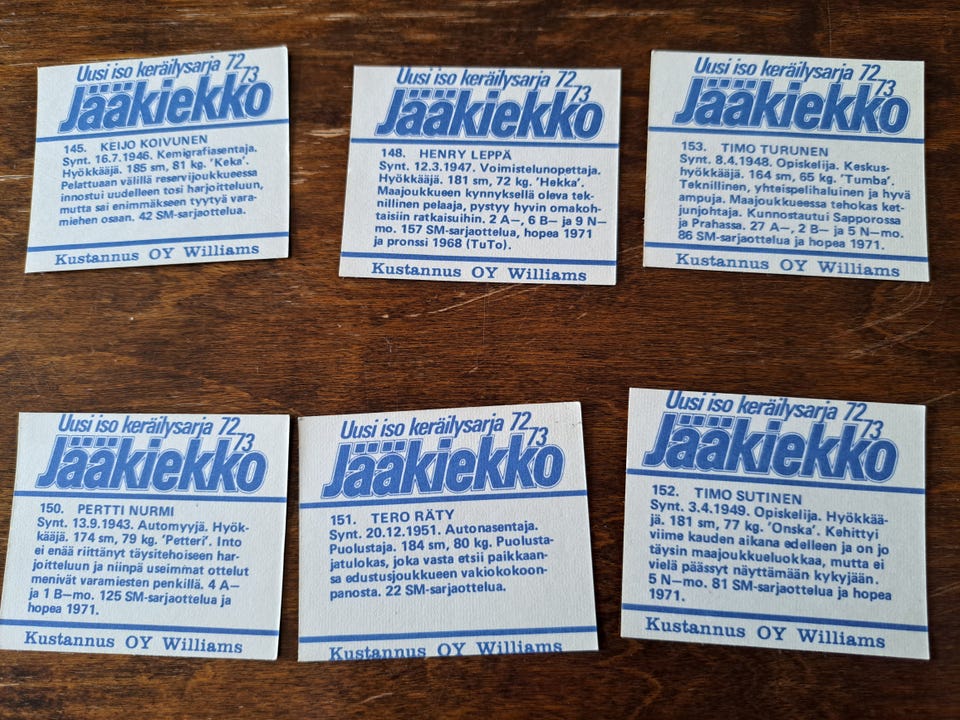 Uusi iso keräilysarja 72
73
Jääkiekko
145. KEIJO KOIVUNEN
Synt. 16.7.1946. Kemigrafiasentaja.
Hyökkääjä. 185 sm, 81 kg. 'Keka'.
Pelattuaan välillä reservijoukkueessa
innostui uudelleen tosi harjoitteluun,
mutta sai enimmäkseen tyytyä vara-
miehen osaan. 42 SM-sarjaottelua.
Kustannus OY Williams
Uusi iso keräilysarja 72
73
Jääkiekko
148. HENRY LEPPÄ
Synt. 12.3.1947. Voimistelunopettaja.
Hyökkääjä. 181 sm, 72 kg. 'Hekka'.
Maajoukkueen kynnyksellä oleva tek-
nillinen pelaaja, pystyy hyvin omakoh-
taisiin ratkaisuihin. 2 A—, 6 B— ja 9 N—
mo. 157 SM-sarjaottelua, hopea 1971
ja pronssi 1968 (TuTo).
Kustannus OY Williams
Uusi iso keräilysarja 72
73
Jääkiekko
153. TIMO TURUNEN
Synt. 8.4.1948. Opiskelija. Keskus-
hyökkääjä. 164 sm, 65 kg. 'Tumba'.
Teknillinen, yhteispelihaluinen ja hyvä
ampuja. Maajoukkueessa tehokas ket-
junjohtaja. Kunnostautui Sapporossa
ja Prahassa. 27 A—, 2 B— ja 5 N—mo.
86 SM-sarjaottelua ja hopea 1971.
Kustannus OY Williams
Uusi iso keräilysarja 72
73
Jääkiekko
150. PERTTI NURMI
Synt. 13.9.1943. Automyyjä. Hyök-
kääjä. 174 sm, 79 kg. 'Petteri'. Into
ei enää riittänyt täysitehoiseen har-
joitteluun ja niinpä useimmat ottelut
menivät varamiesten penkillä. 4 A—
ja 1 B—mo. 125 SM-sarjaottelua ja
hopea 1971.
Kustannus OY Williams
Uusi iso keräilysarja 72
73
Jääkiekko
151. TERO RÄTY
Synt. 20.12.1951. Autonasentaja.
Puolustaja. 184 sm, 80 kg. Puolusta-
jatulokas, joka vasta etsii paikkaan-
sa edustusjoukkueen vakiokokoon-
panosta. 22 SM-sarjaottelua.
Kustannus OY Williams
Uusi iso keräilysarja 72
73
Jääkiekko
152. TIMO SUTINEN
Synt. 3.4.1949. Opiskelija. Hyökkää-
jä. 181 sm, 77 kg. 'Onska'. Kehittyi
viime kauden aikana edelleen ja on jo
täysin maajoukkueluokkaa, mutta ei
vielä päässyt näyttämään kykyjään.
5 N—mo. 81 SM-sarjaottelua ja hopea
1971.
Kustannus OY Williams